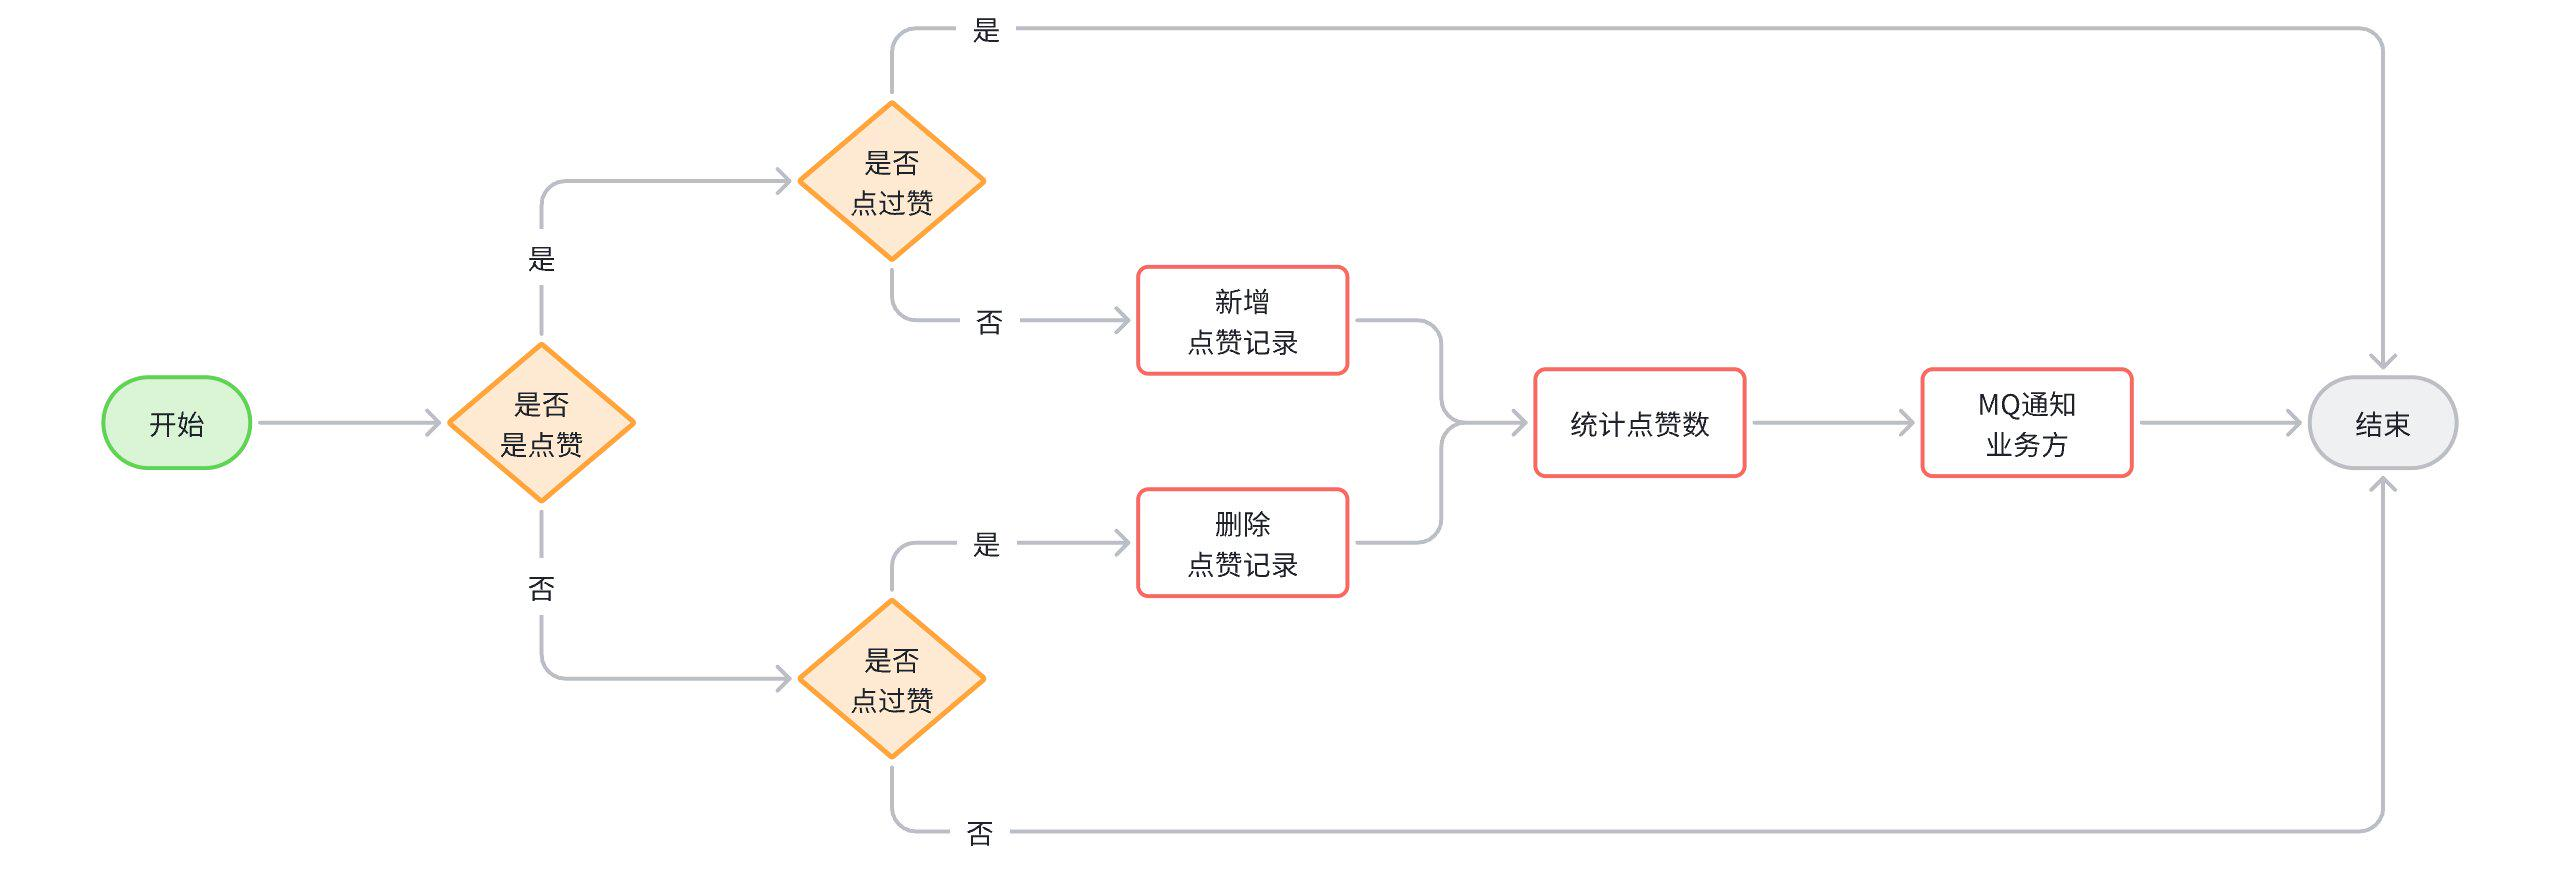 是
是否
点过赞
是
新增
点赞记录
否
开始
是否
是点赞
统计点赞数
MQ通知
业务方
结束
删除
点赞记录
是
否
是否
点过赞
否